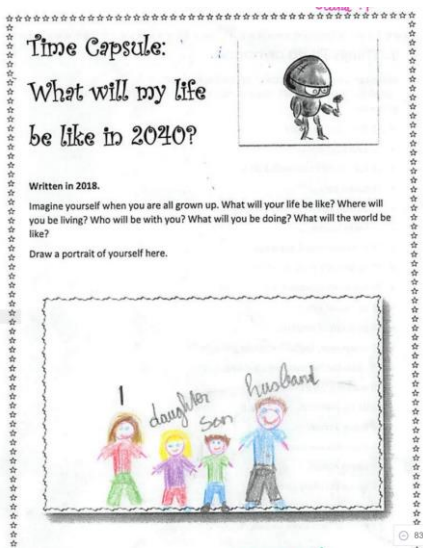 Time Capsule:
What will my life
be like in 2040?
Written in 2018.
Imagine yourself when you are all grown up. What will your life be like? Where will
you be living? Who will be with you? What will you be doing? What will the world be
like?
Draw a portrait of yourself here.
I
daughter
son
husband
83